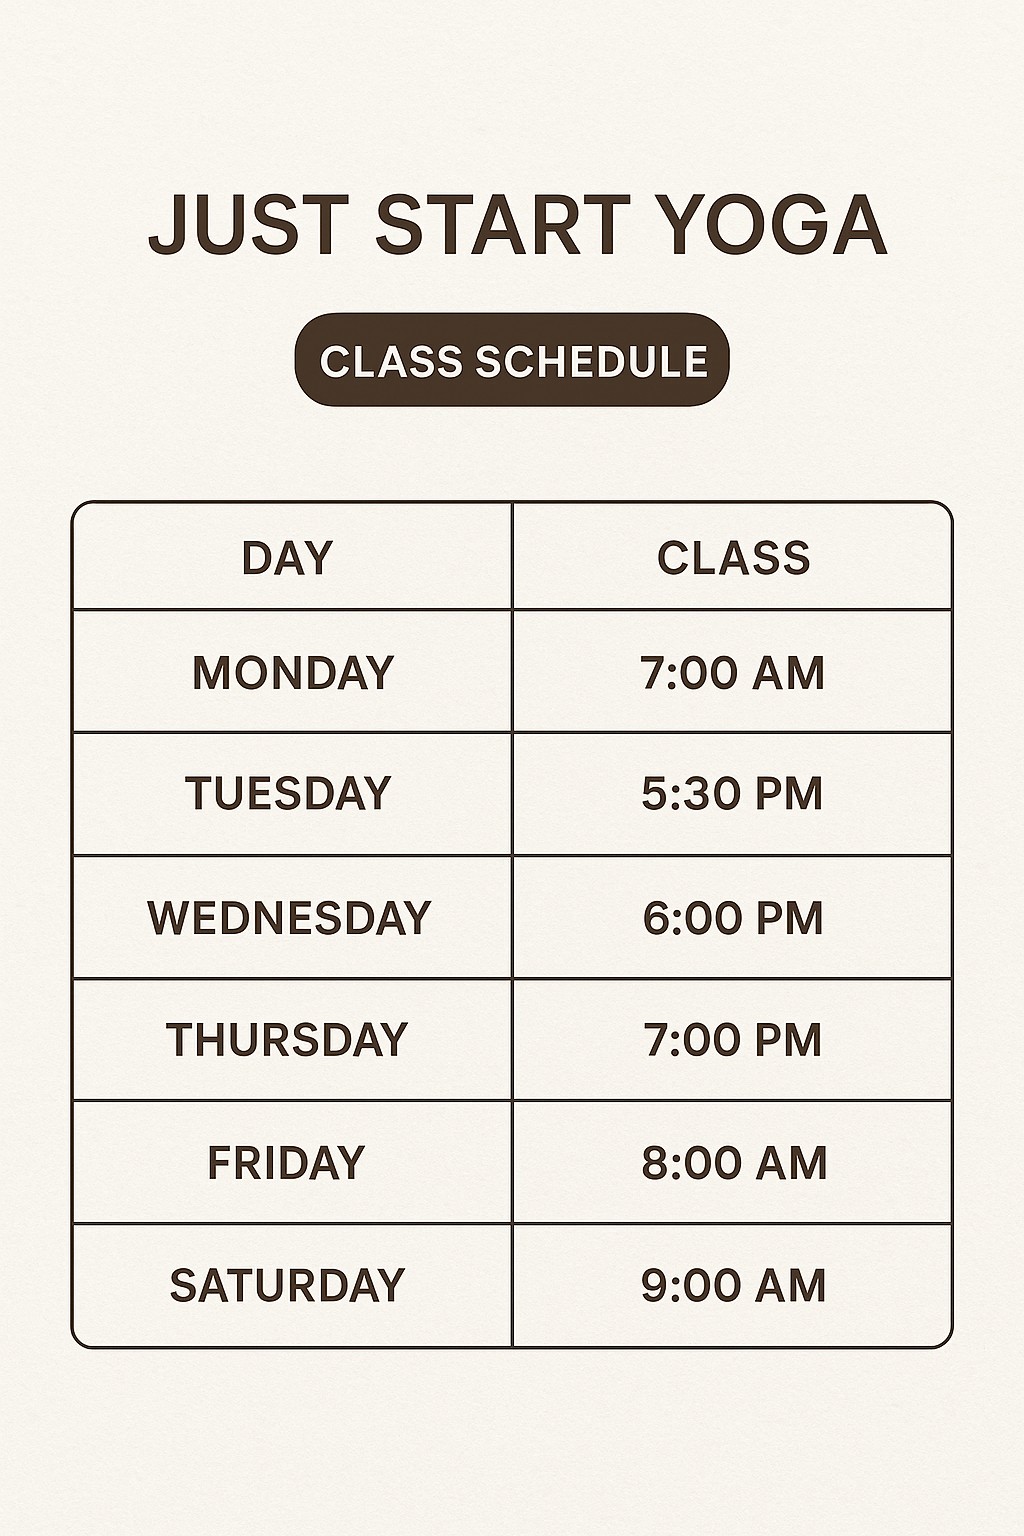 JUST START YOGA
CLASS SCHEDULE
DAY CLASS
MONDAY 7:00 AM
TUESDAY 5:30 PM
WEDNESDAY 6:00 PM
THURSDAY 7:00 PM
FRIDAY 8:00 AM
SATURDAY 9:00 AM